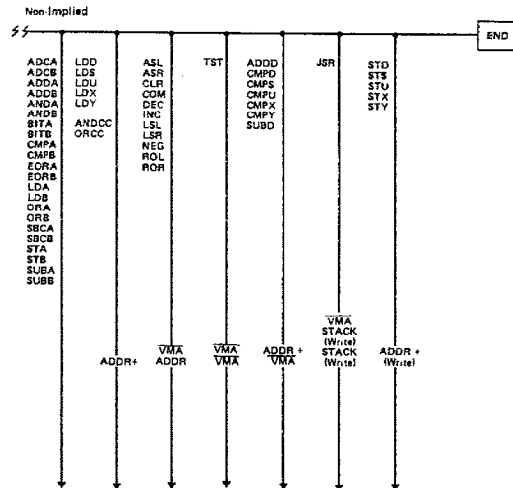 Non-Implied
END
ADCA
ADCB
ADDA
ADDB
ANDA
ANDB
BITA
BITB
CMPA
CMPB
EORA
EORB
LDA
LDB
ORA
ORB
SBCA
SBCB
STA
STB
SUBA
SUBB
LDD
LDS
LDU
LDX
LDY
ANDCC
ORCC
ADDR+
ASL
ASR
CLR
COM
DEC
INC
LSL
LSR
NEG
ROL
ROR
VMA
ADDR
TST
VMA
VMA
ADDD
CMPD
CMPS
CMPU
CMPX
CMPY
SUBD
ADDR +
VMA
JSR
VMA
STACK
(Write)
STACK
(Write)
STD
STS
STU
STX
STY
ADDR +
(Write)